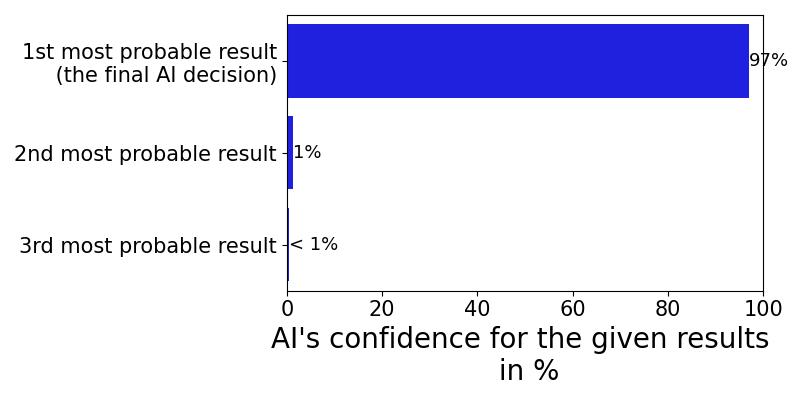 1st most probable result
(the final AI decision)
97%
2nd most probable result
1%
3rd most probable result
< 1%
0 20 40 60 80 100
AI's confidence for the given results
in %